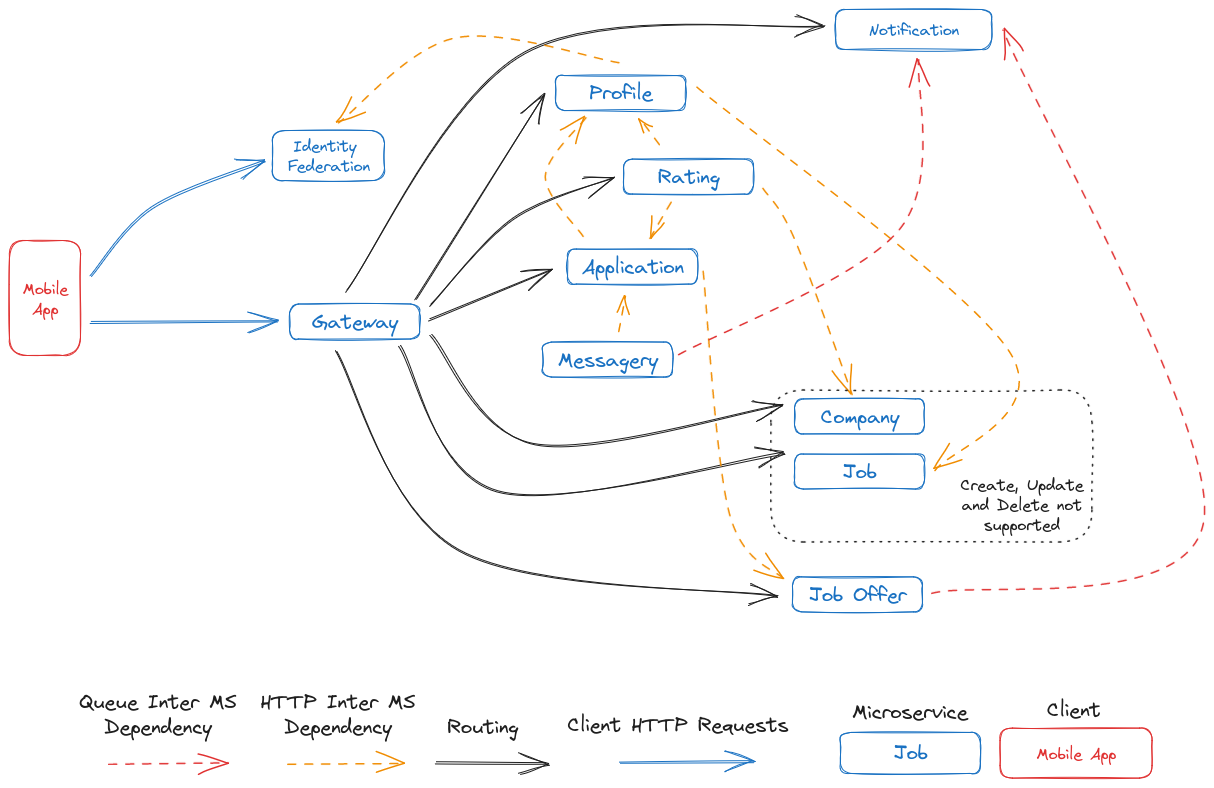 Notification
Profile
Identity
Federation
Rating
Mobile
App
Application
Gateway
Messagery
Company
Job
Create, Update
and Delete not
supported
Job Offer
Queue Inter MS
Dependency
HTTP Inter MS
Dependency
Routing
Client HTTP Requests
Microservice
Job
Client
Mobile App